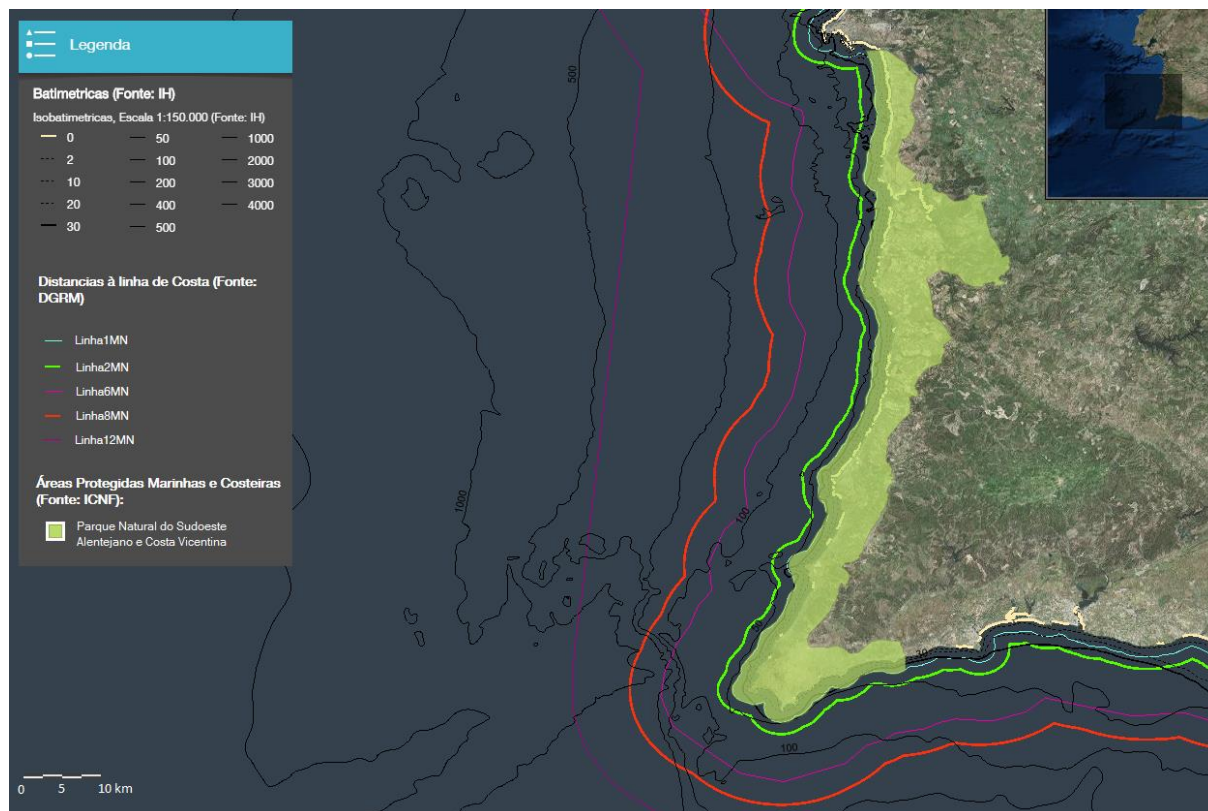 Legenda
Batimetricas (Fonte: IH)
Isobatimetricas, Escala 1:150.000 (Fonte: IH)
0
50
1000
2
100
2000
10
200
3000
20
400
4000
30
500
Distancias à linha de Costa (Fonte:
DGRM)
Linha1MN
Linha2MN
Linha6MN
Linha8MN
Linha12MN
Áreas Protegidas Marinhas e Costeiras
(Fonte: ICNF):
Parque Natural do Sudoeste
Alentejano e Costa Vicentina
500
1000
100
30
100
0 5 10 km